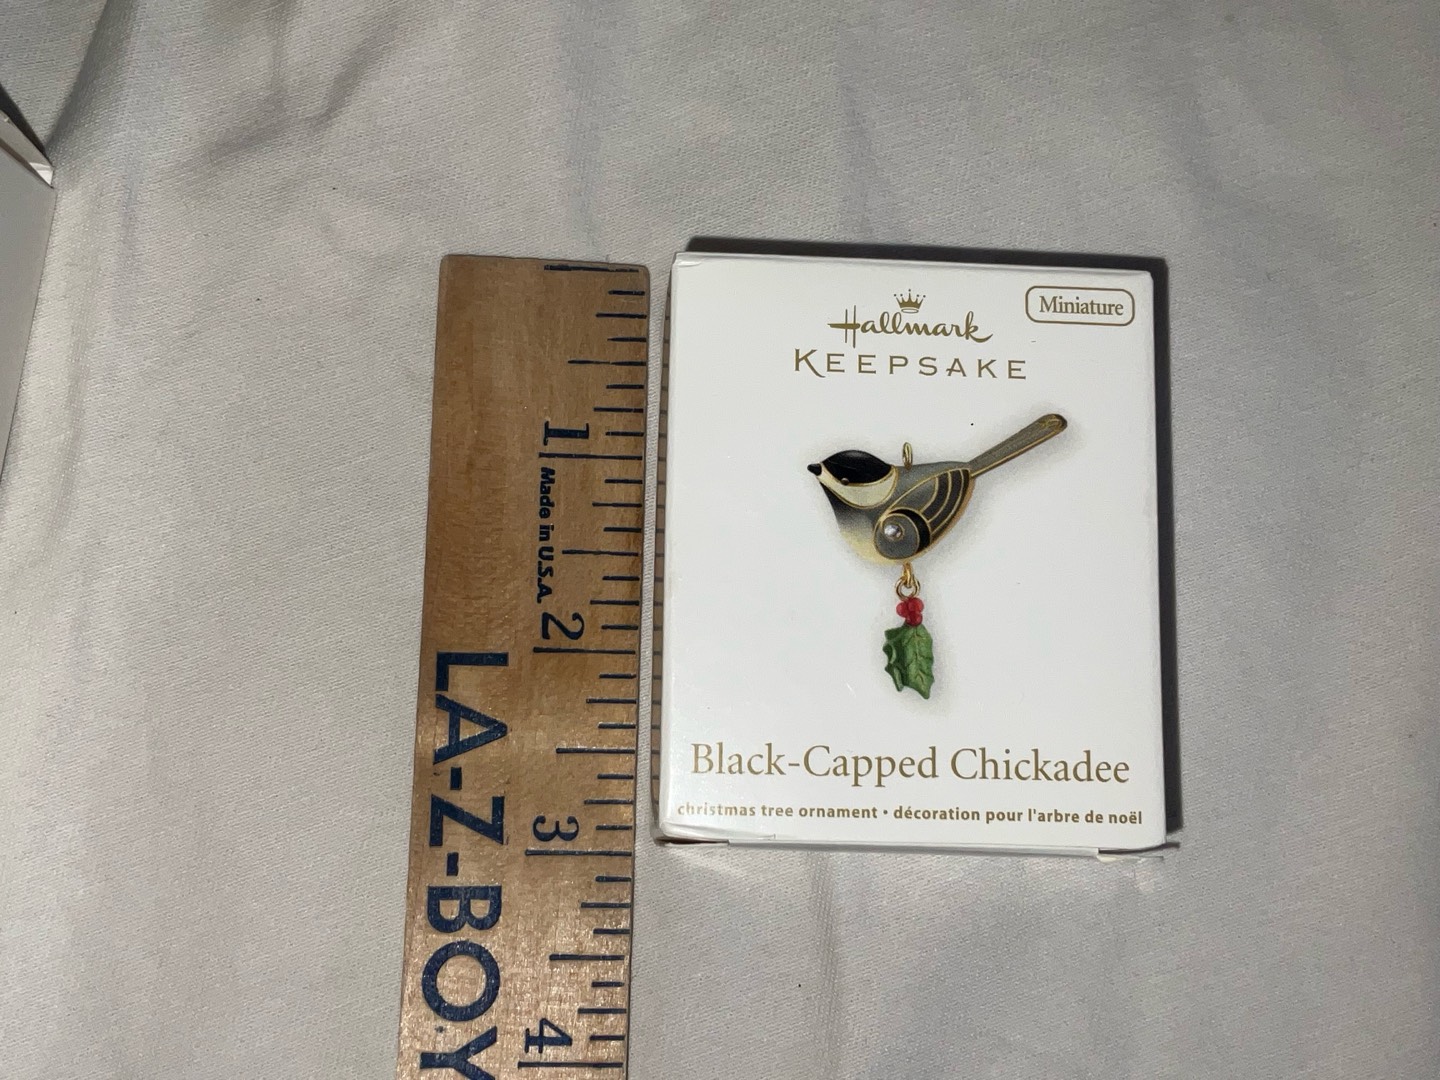 Hallmark
KEEPSAKE
Miniature
Black-Capped Chickadee
christmas tree ornament • décoration pour l'arbre de noël
1
Made in U.S.A.
2
3
4
LA-Z-BOY